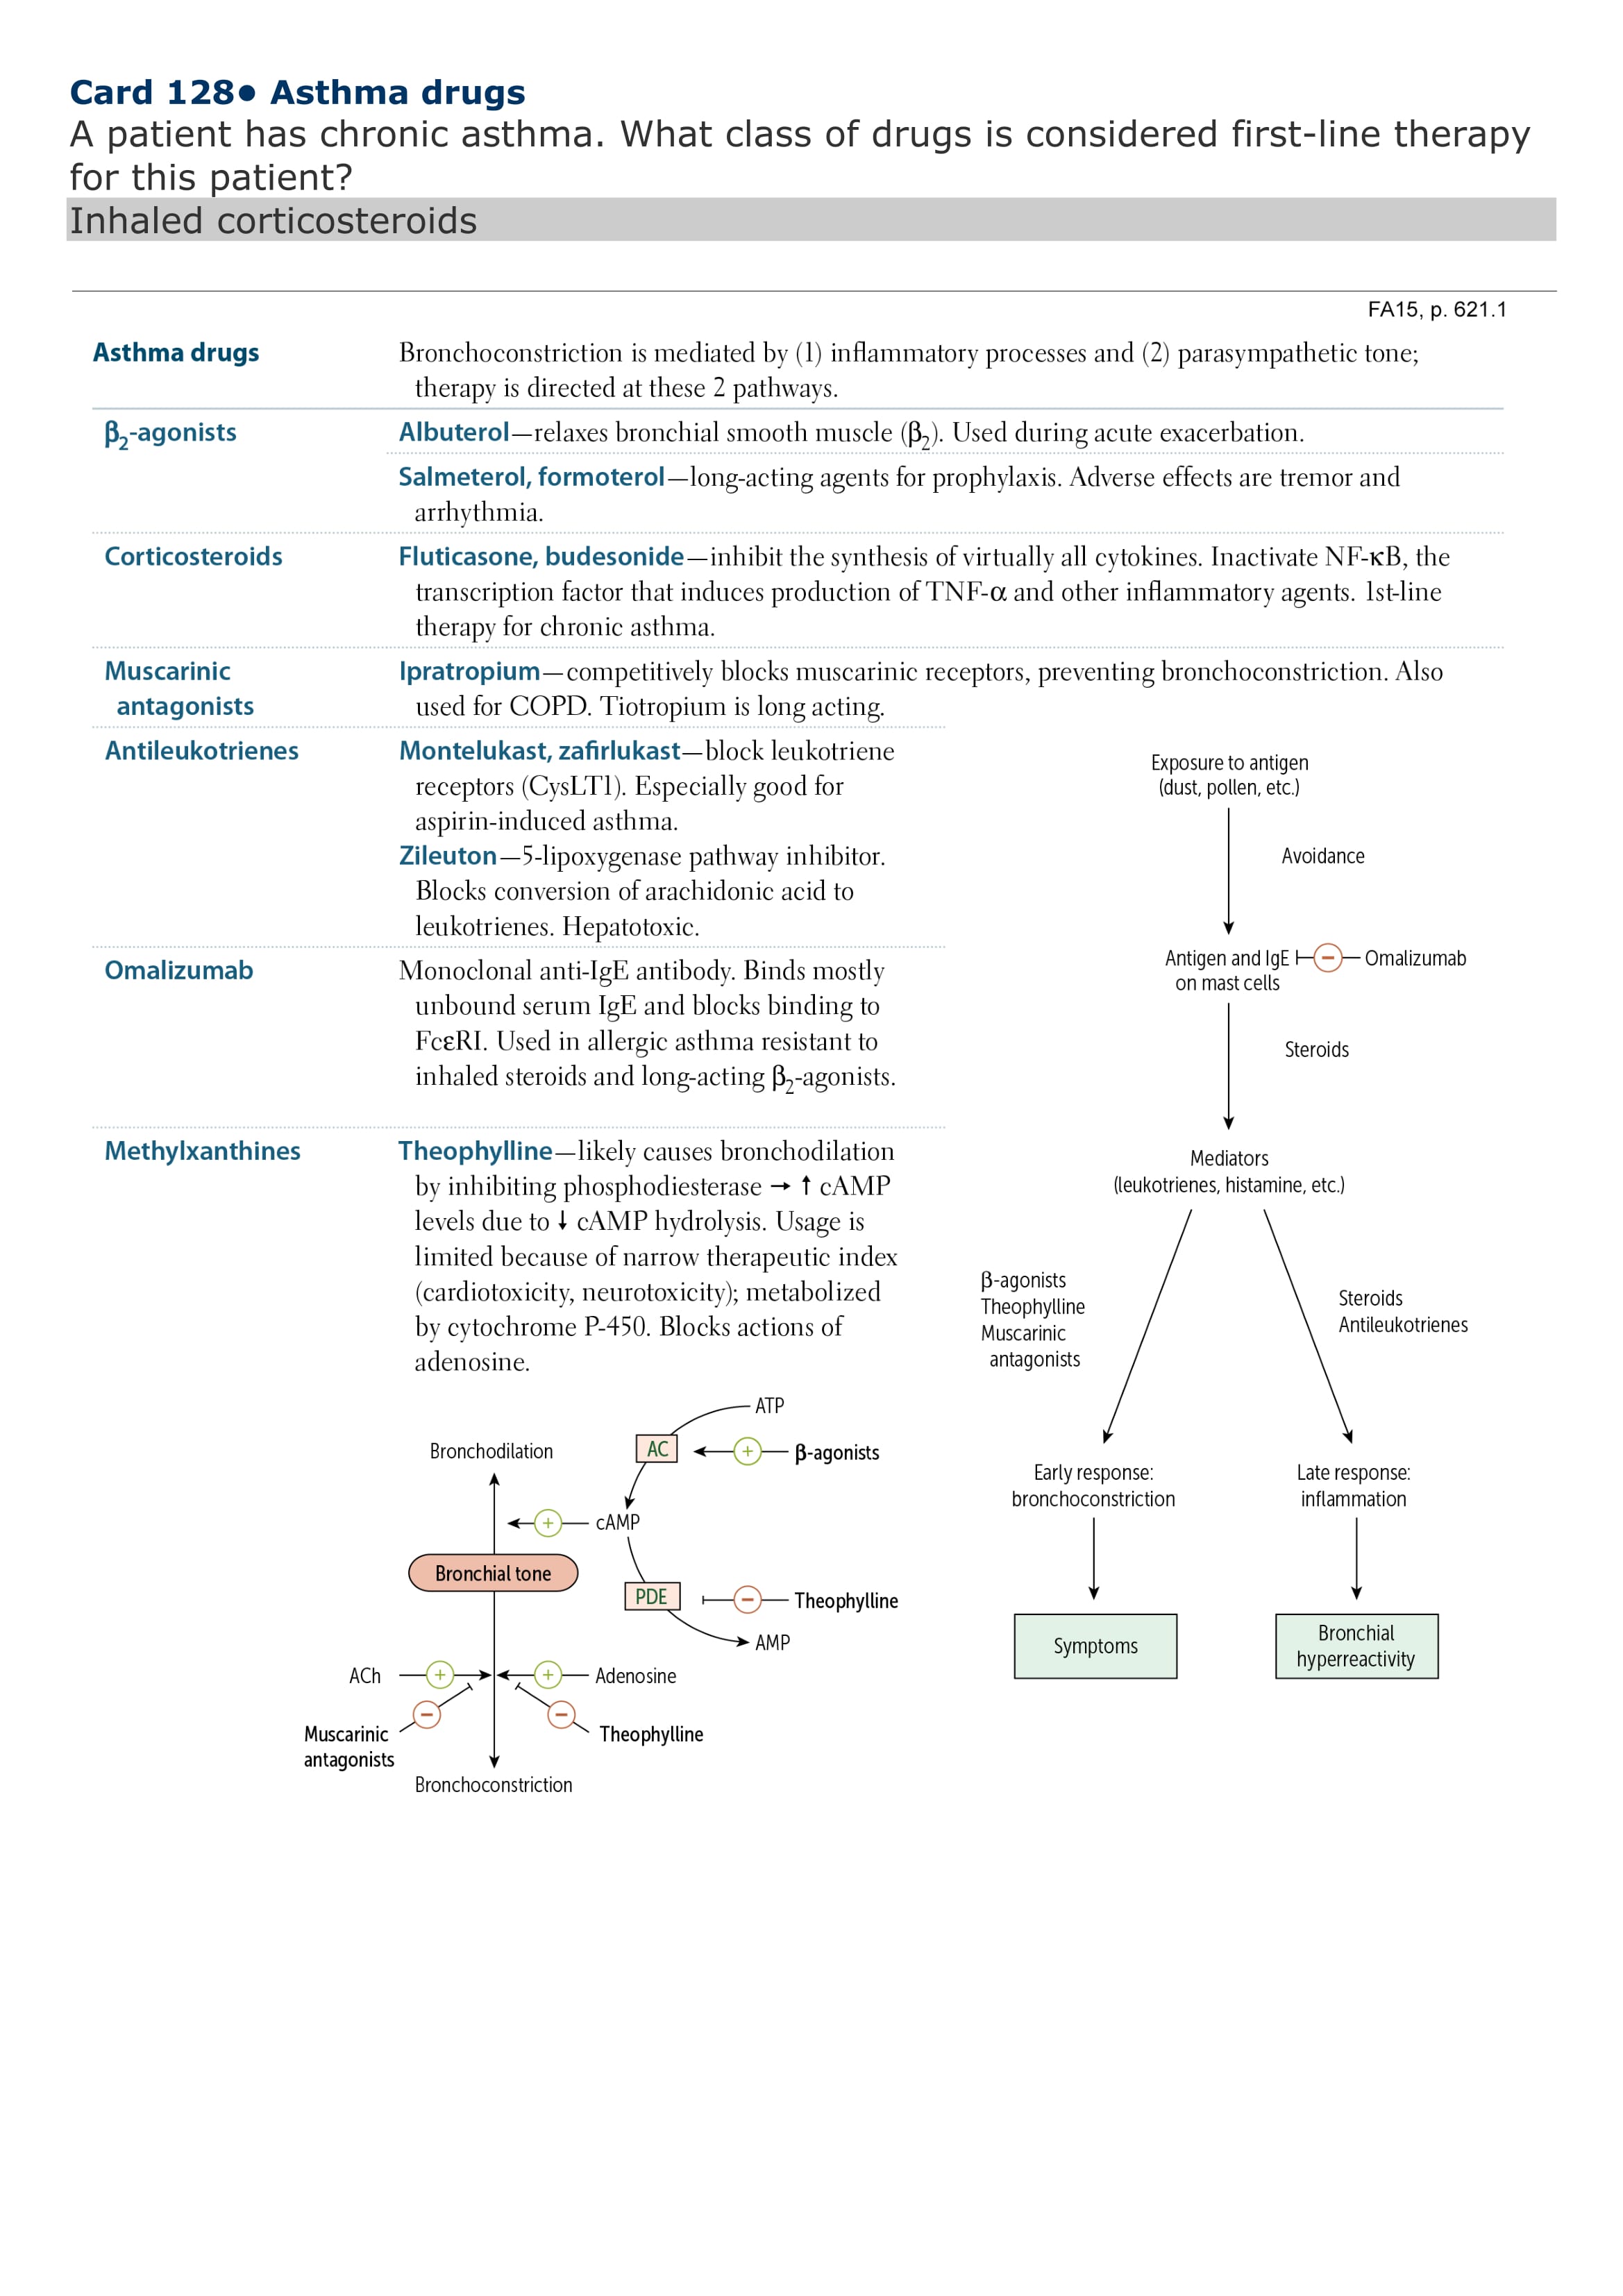 Card 128● Asthma drugs
A patient has chronic asthma. What class of drugs is considered first-line therapy
for this patient?
Inhaled corticosteroids
FA15, p. 621.1
Asthma drugs
Bronchoconstriction is mediated by (1) inflammatory processes and (2) parasympathetic tone;
therapy is directed at these 2 pathways.
β2-agonists
Albuterol—relaxes bronchial smooth muscle (β2). Used during acute exacerbation.
Salmeterol, formoterol—long-acting agents for prophylaxis. Adverse effects are tremor and
arrhythmia.
Corticosteroids
Fluticasone, budesonide—inhibit the synthesis of virtually all cytokines. Inactivate NF-κB, the
transcription factor that induces production of TNF-α and other inflammatory agents. 1st-line
therapy for chronic asthma.
Muscarinic
antagonists
Ipratropium—competitively blocks muscarinic receptors, preventing bronchoconstriction. Also
used for COPD. Tiotropium is long acting.
Antileukotrienes
Montelukast, zafirlukast—block leukotriene
receptors (CysLT1). Especially good for
aspirin-induced asthma.
Zileuton—5-lipoxygenase pathway inhibitor.
Blocks conversion of arachidonic acid to
leukotrienes. Hepatotoxic.
Omalizumab
Monoclonal anti-IgE antibody. Binds mostly
unbound serum IgE and blocks binding to
FcεRI. Used in allergic asthma resistant to
inhaled steroids and long-acting β2-agonists.
Methylxanthines
Theophylline—likely causes bronchodilation
by inhibiting phosphodiesterase → ↑ cAMP
levels due to ↓ cAMP hydrolysis. Usage is
limited because of narrow therapeutic index
(cardiotoxicity, neurotoxicity); metabolized
by cytochrome P-450. Blocks actions of
adenosine.
ATP
AC
+
β-agonists
Bronchodilation
+
cAMP
Bronchial tone
PDE
−
Theophylline
AMP
ACh
+
+
Adenosine
−
−
Muscarinic
antagonists
Theophylline
Bronchoconstriction
Exposure to antigen
(dust, pollen, etc.)
Avoidance
Antigen and IgE
on mast cells
−
Omalizumab
Steroids
Mediators
(leukotrienes, histamine, etc.)
β-agonists
Theophylline
Muscarinic
antagonists
Steroids
Antileukotrienes
Early response:
bronchoconstriction
Late response:
inflammation
Symptoms
Bronchial
hyperreactivity